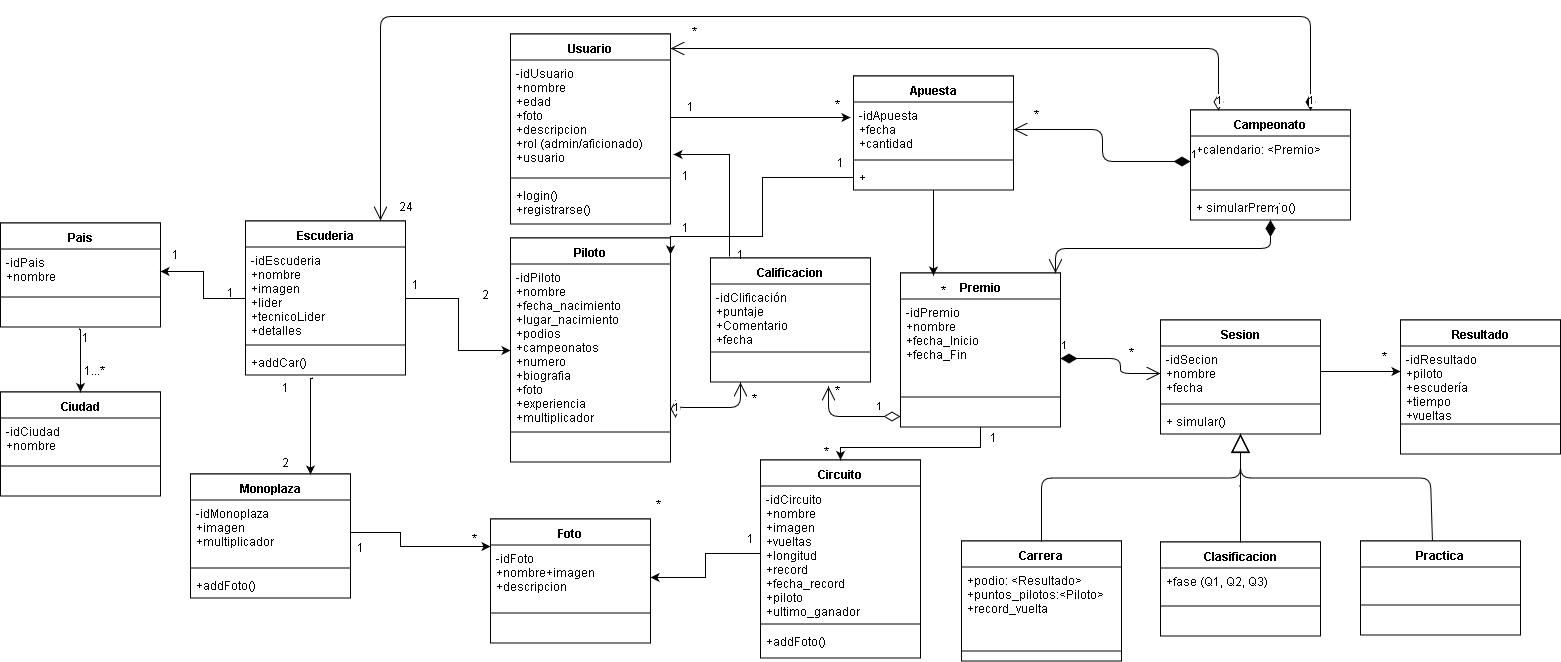 Usuario
-idUsuario
+nombre
+edad
+foto
+descripcion
+rol (admin/aficionado)
+usuario
+login()
+registrarse()
*
1
*
Apuesta
-idApuesta
+fecha
+cantidad
+
*
1
1
Campeonato
+calendario: <Premio>
1
+ simularPremio()
24
Pais
-idPais
+nombre
1
1
Escuderia
-idEscuderia
+nombre
+imagen
+lider
+tecnicoLider
+detalles
+addCar()
1
2
Piloto
-idPiloto
+nombre
+fecha_nacimiento
+lugar_nacimiento
+podios
+campeonatos
+numero
+biografia
+foto
+experiencia
+multiplicador
1
1
1
1
Calificacion
-idClificación
+puntaje
+Comentario
+fecha
1
*
*
1
*
Premio
-idPremio
+nombre
+fecha_Inicio
+fecha_Fin
1
*
Sesion
-idSecion
+nombre
+fecha
+ simular()
*
Resultado
-idResultado
+piloto
+escudería
+tiempo
+vueltas
1
1...*
Ciudad
-idCiudad
+nombre
1
2
Monoplaza
-idMonoplaza
+imagen
+multiplicador
+addFoto()
1
*
Foto
-idFoto
+nombre+imagen
+descripcion
*
1
1
*
Circuito
-idCircuito
+nombre
+imagen
+vueltas
+longitud
+record
+fecha_record
+piloto
+ultimo_ganador
+addFoto()
Carrera
+podio: <Resultado>
+puntos_pilotos:<Piloto>
+record_vuelta
Clasificacion
+fase (Q1, Q2, Q3)
Practica